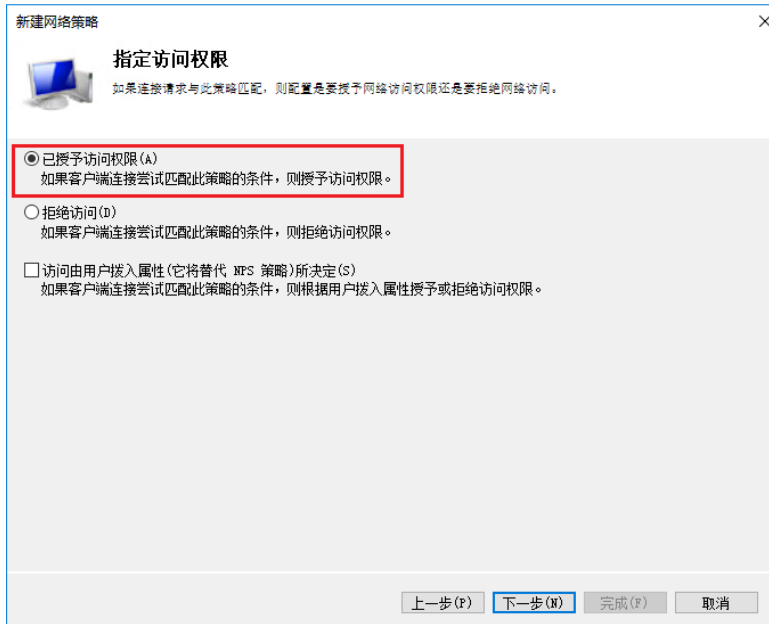 新建网络策略
指定访问权限
如果连接请求与此策略匹配，则配置是要授予网络访问权限还是要拒绝网络访问。
已授予访问权限(A)
如果客户端连接尝试匹配此策略的条件，则授予访问权限。
拒绝访问(D)
如果客户端连接尝试匹配此策略的条件，则拒绝访问权限。
访问由用户拨入属性(它将替代 NPS 策略)所决定(S)
如果客户端连接尝试匹配此策略的条件，则根据用户拨入属性授予或拒绝访问权限。
上一步(P) 下一步(N) 完成(F) 取消